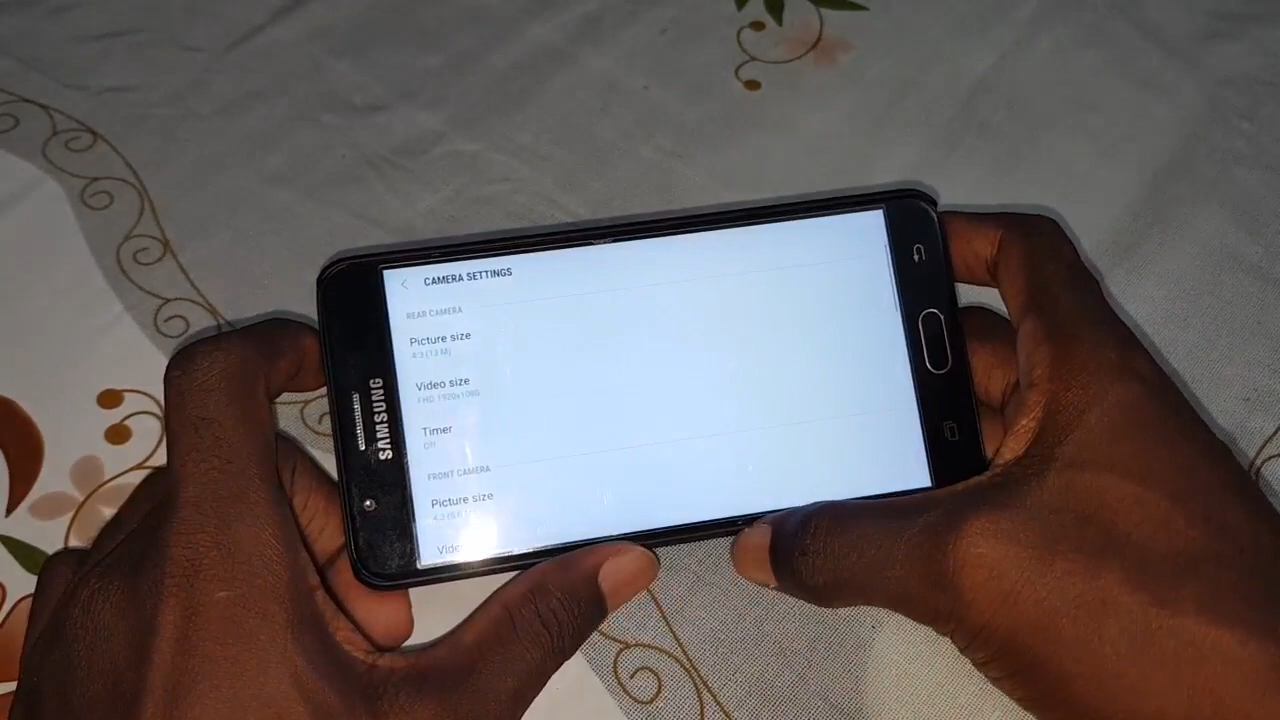 CAMERA SETTINGS
REAR CAMERA
Picture size
4:3 (13 M)
Video size
FHD 1920x1080
Timer
Off
FRONT CAMERA
Picture size
SAMSUNG